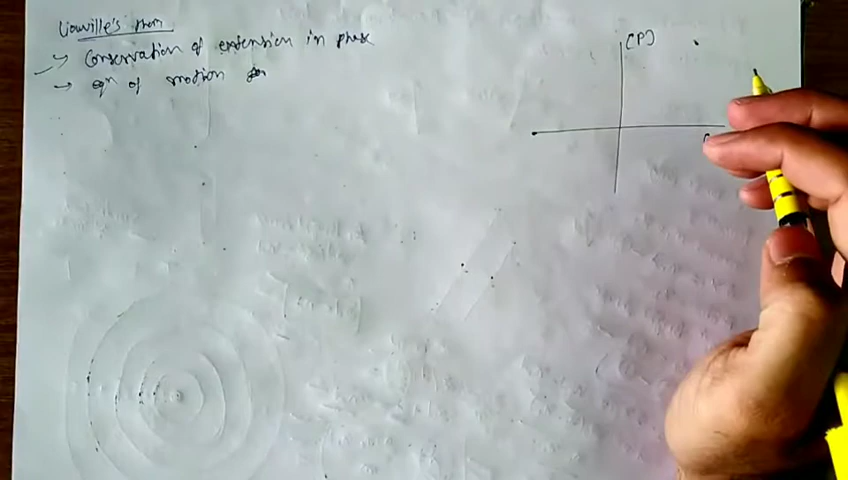 Liouville's thm
→ Conservation of extension in phase
→ eqn of motion
[P]